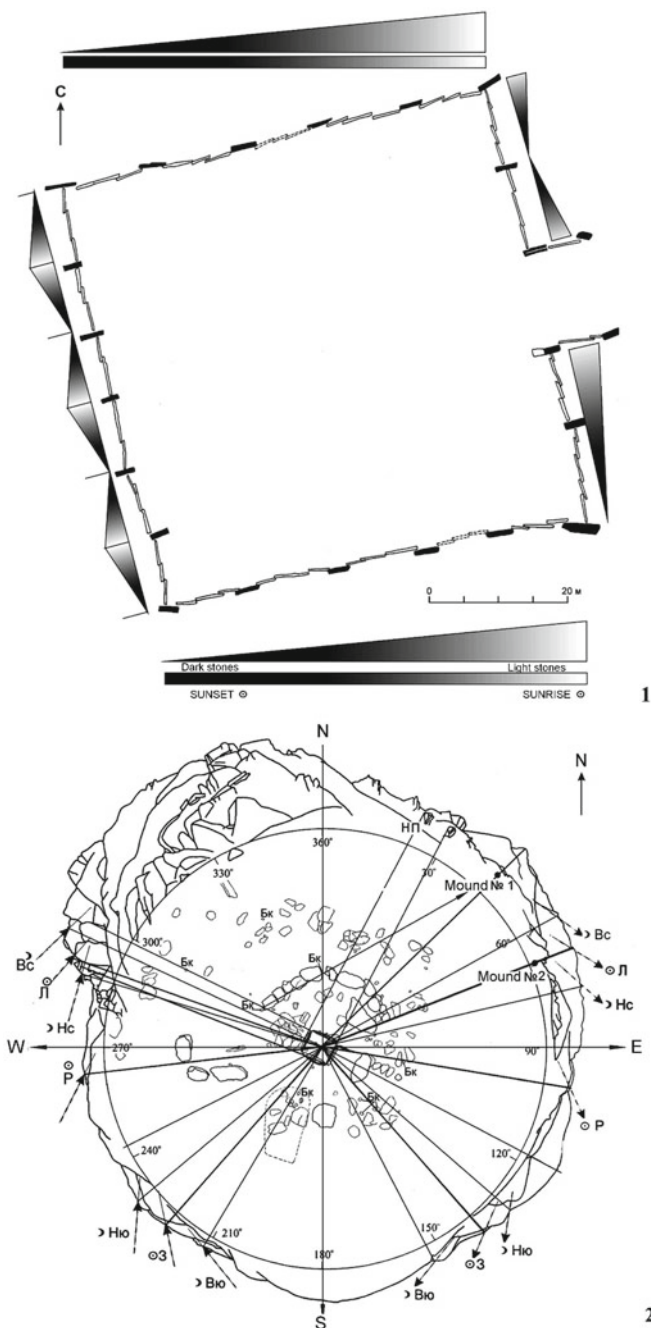 С
0 20 м
Dark stones Light stones
SUNSET ⊙ SUNRISE ⊙
1
N
N
НП
360°
330° 30°
Mound № 1
Бк
Бк
☽ Вс
300° 60°
Бк Бк
☽ Вс
Mound №2
⊙ Л
⊙ Л
☽ Нс
Бк Бк
☽ Нс
W 270° 90° E
⊙ Р
Бк
Бк
⊙ Р
240° 120°
☽ Ню ☽ Ню
210° 150°
⊙ З ⊙ З
☽ Вю ☽ Вю
180°
S
2